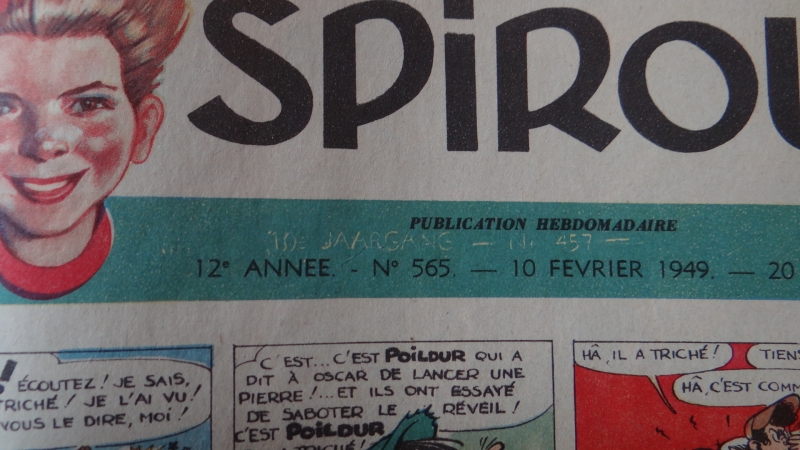 SPIROU
PUBLICATION HEBDOMADAIRE
10e JAARGANG — Nr 457 —
12e ANNEE. - N° 565. — 10 FEVRIER 1949. — 20
! ÉCOUTEZ! JE SAIS,
TRICHÉ! JE L'AI VU!
VOUS LE DIRE, MOI!
C'EST... C'EST POILDUR QUI A
DIT À OSCAR DE LANCER UNE
PIERRE!... ET ILS ONT ESSAYÉ
DE SABOTER LE RÉVEIL!
C'EST POILDUR
A TRICHÉ!
HÂ, IL A TRICHÉ!
TIENS
HÂ, C'EST COMM